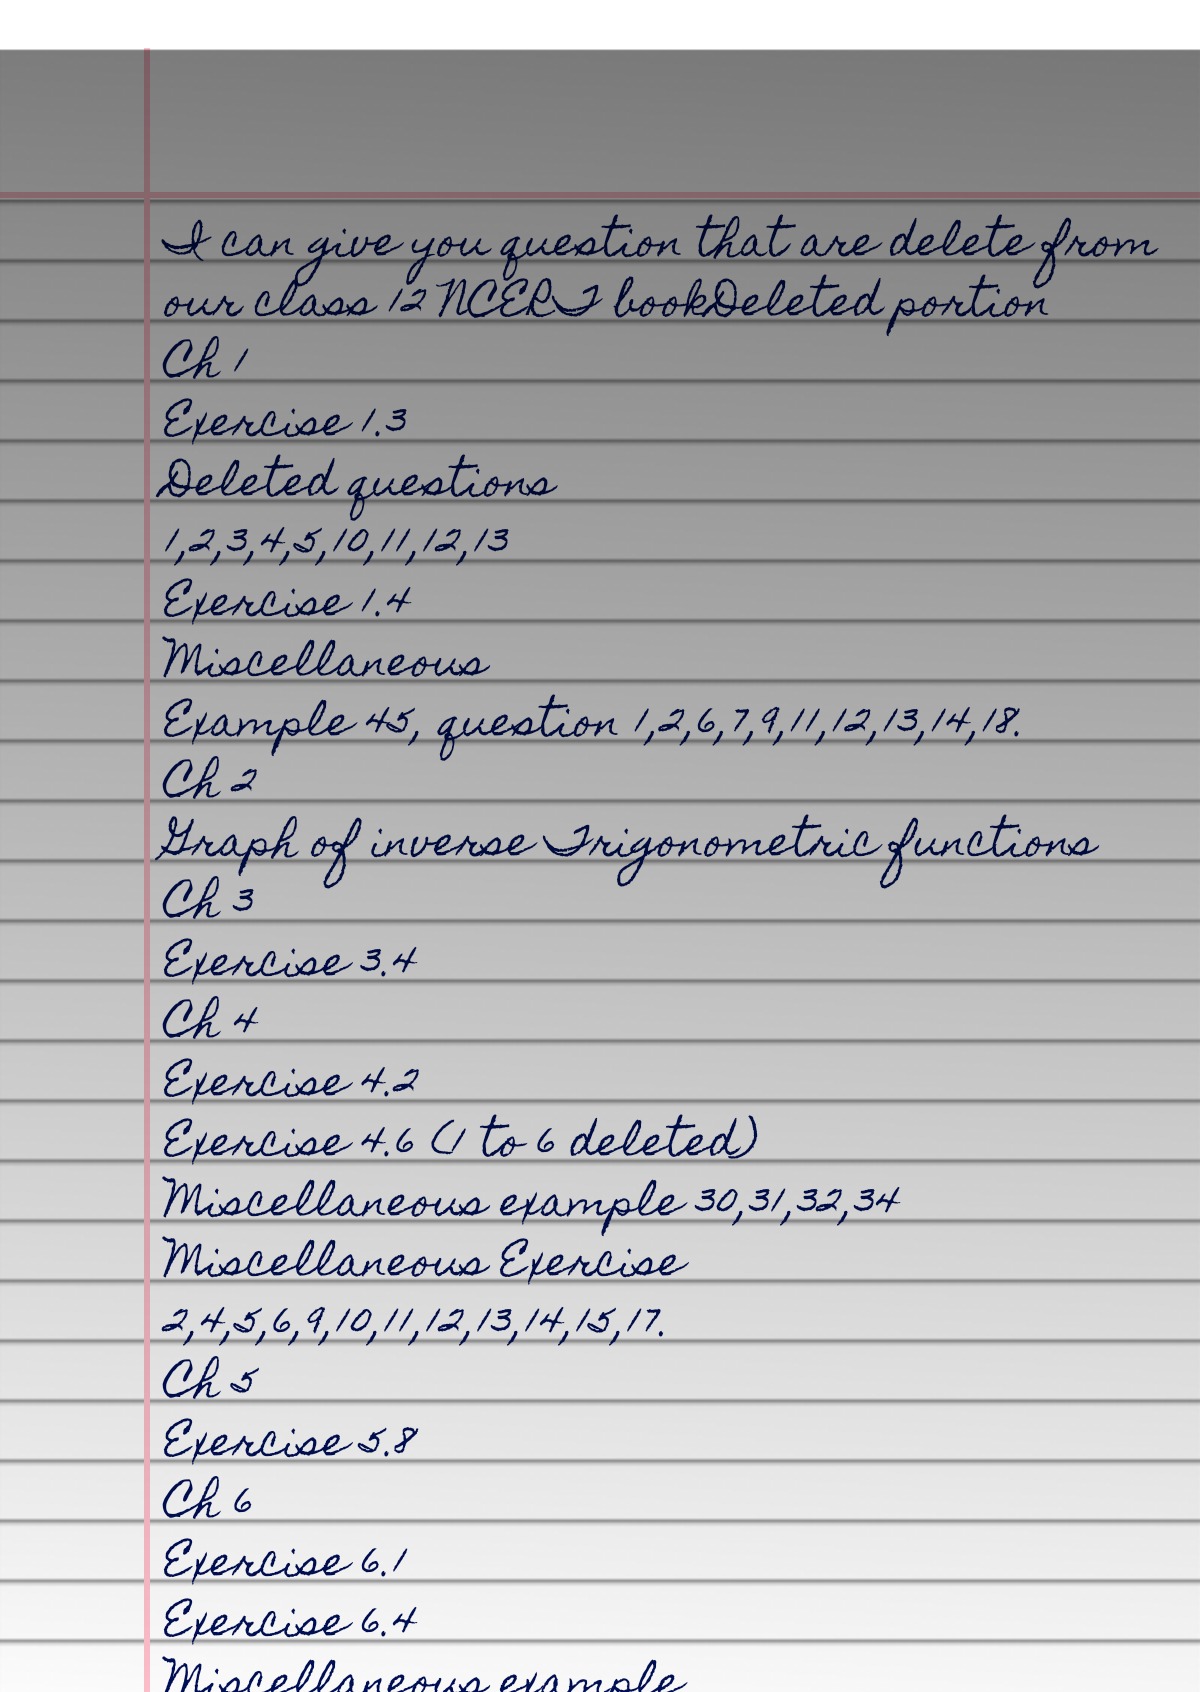 I can give you question that are delete from
our class 12 NCERT bookDeleted portion
Ch 1
Exercise 1.3
Deleted questions
1,2,3,4,5,10,11,12,13
Exercise 1.4
Miscellaneous
Example 45, question 1,2,6,7,9,11,12,13,14,18.
Ch 2
Graph of inverse Trigonometric functions
Ch 3
Exercise 3.4
Ch 4
Exercise 4.2
Exercise 4.6 (1 to 6 deleted)
Miscellaneous example 30,31,32,34
Miscellaneous Exercise
2,4,5,6,9,10,11,12,13,14,15,17.
Ch 5
Exercise 5.8
Ch 6
Exercise 6.1
Exercise 6.4
Miscellaneous example